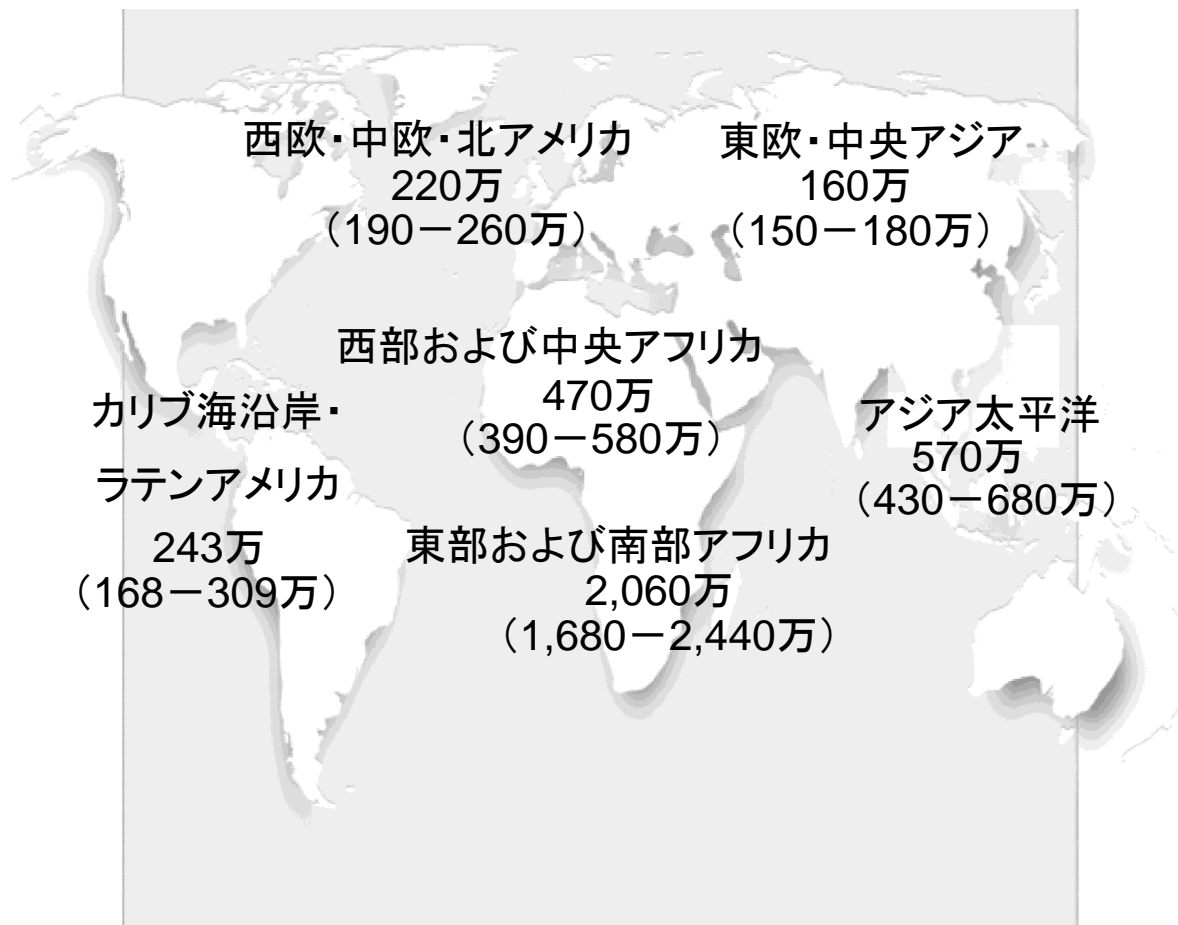 西欧・中欧・北アメリカ
220万
（190－260万）
東欧・中央アジア
160万
（150－180万）
西部および中央アフリカ
470万
（390－580万）
カリブ海沿岸・
ラテンアメリカ
243万
（168－309万）
アジア太平洋
570万
（430－680万）
東部および南部アフリカ
2,060万
（1,680－2,440万）